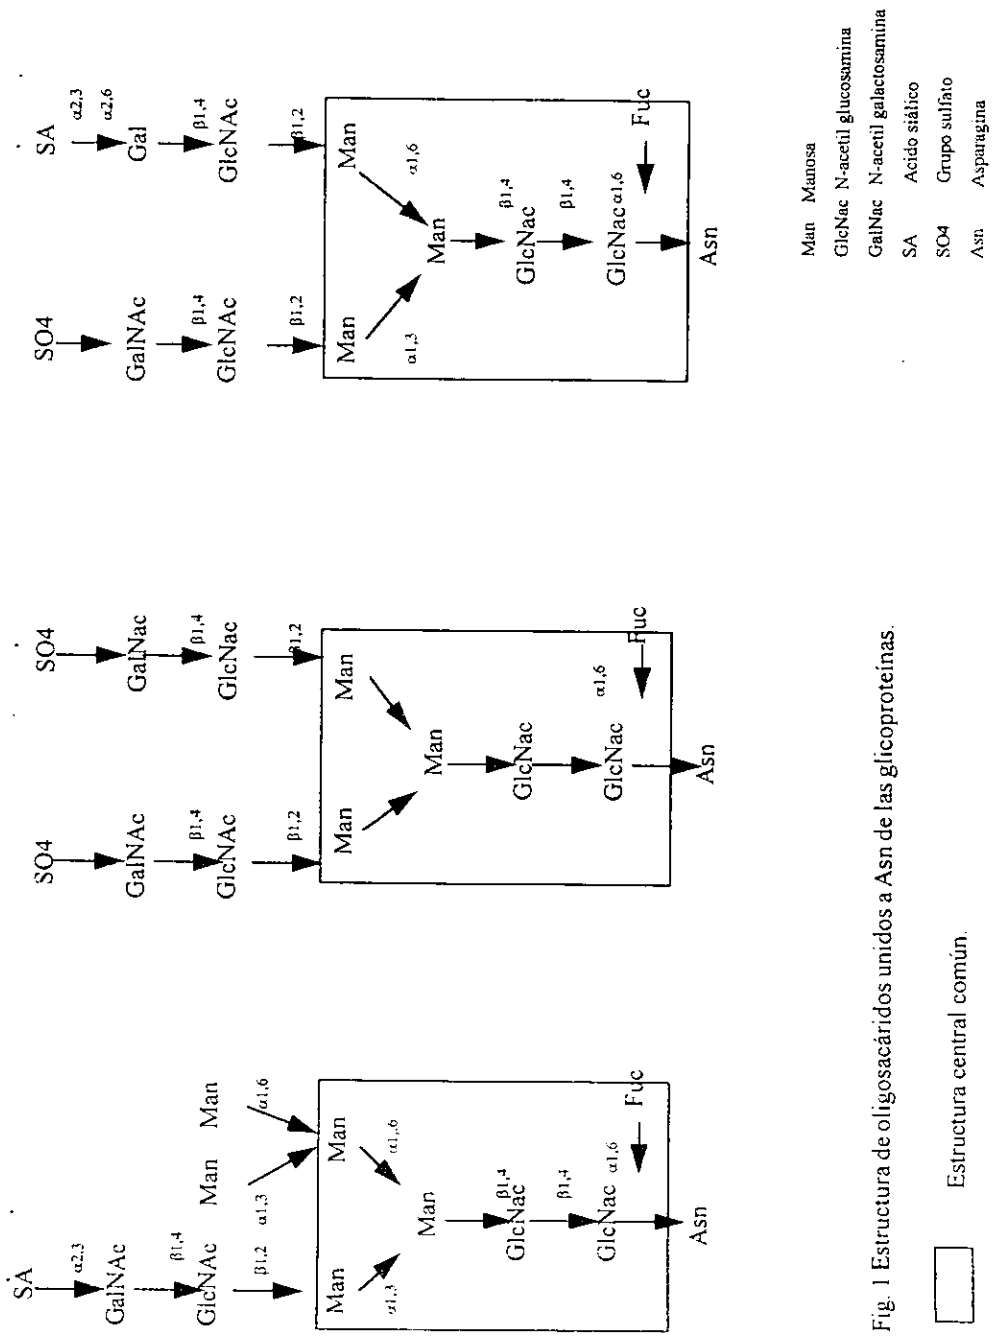 SA
α2,3
GalNAc
β1,4
GlcNAc
β1,2
Man Man
α1,3 α1,6
Man Man
α1,3 α1,,6
Man
β1,4
GlcNac
β1,4
GlcNac α1,6 Fuc
Asn
SO4 SO4
GalNAc GalNac
β1,4 β1,4
GlcNAc GlcNac
β1,2 β1,2
Man Man
Man
GlcNac
α1,6
GlcNac Fuc
Asn
SO4 SA
α2,3
α2,6
GalNAc Gal
β1,4 β1,4
GlcNAc GlcNAc
β1,2 β1,2
Man Man
α1,3 α1,6
Man
β1,4
GlcNac
β1,4
GlcNac α1,6 Fuc
Asn
Man Manosa
GlcNac N-acetil glucosamina
GalNac N-acetil galactosamina
SA Acido siálico
SO4 Grupo sulfato
Asn Asparagina
Fig. 1 Estructura de oligosacáridos unidos a Asn de las glicoproteínas.
Estructura central común.